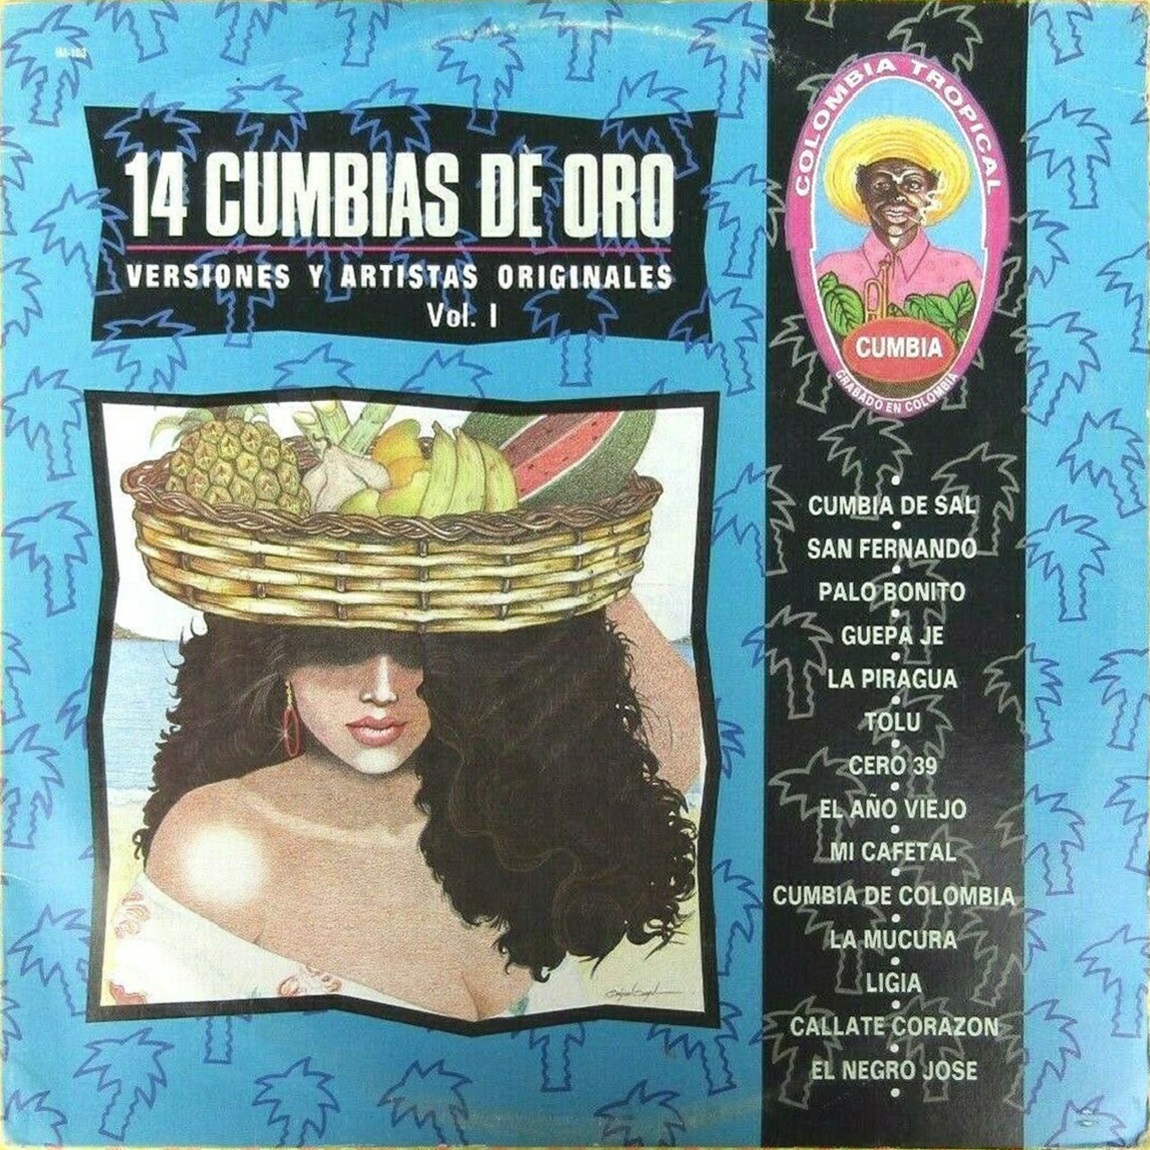 14 CUMBIAS DE ORO
VERSIONES Y ARTISTAS ORIGINALES
Vol. I
COLOMBIA TROPICAL
CUMBIA
GRABADO EN COLOMBIA
CUMBIA DE SAL
SAN FERNANDO
PALO BONITO
GUEPA JE
LA PIRAGUA
TOLU
CERO 39
EL AÑO VIEJO
MI CAFETAL
CUMBIA DE COLOMBIA
LA MUCURA
LIGIA
CALLATE CORAZON
EL NEGRO JOSE